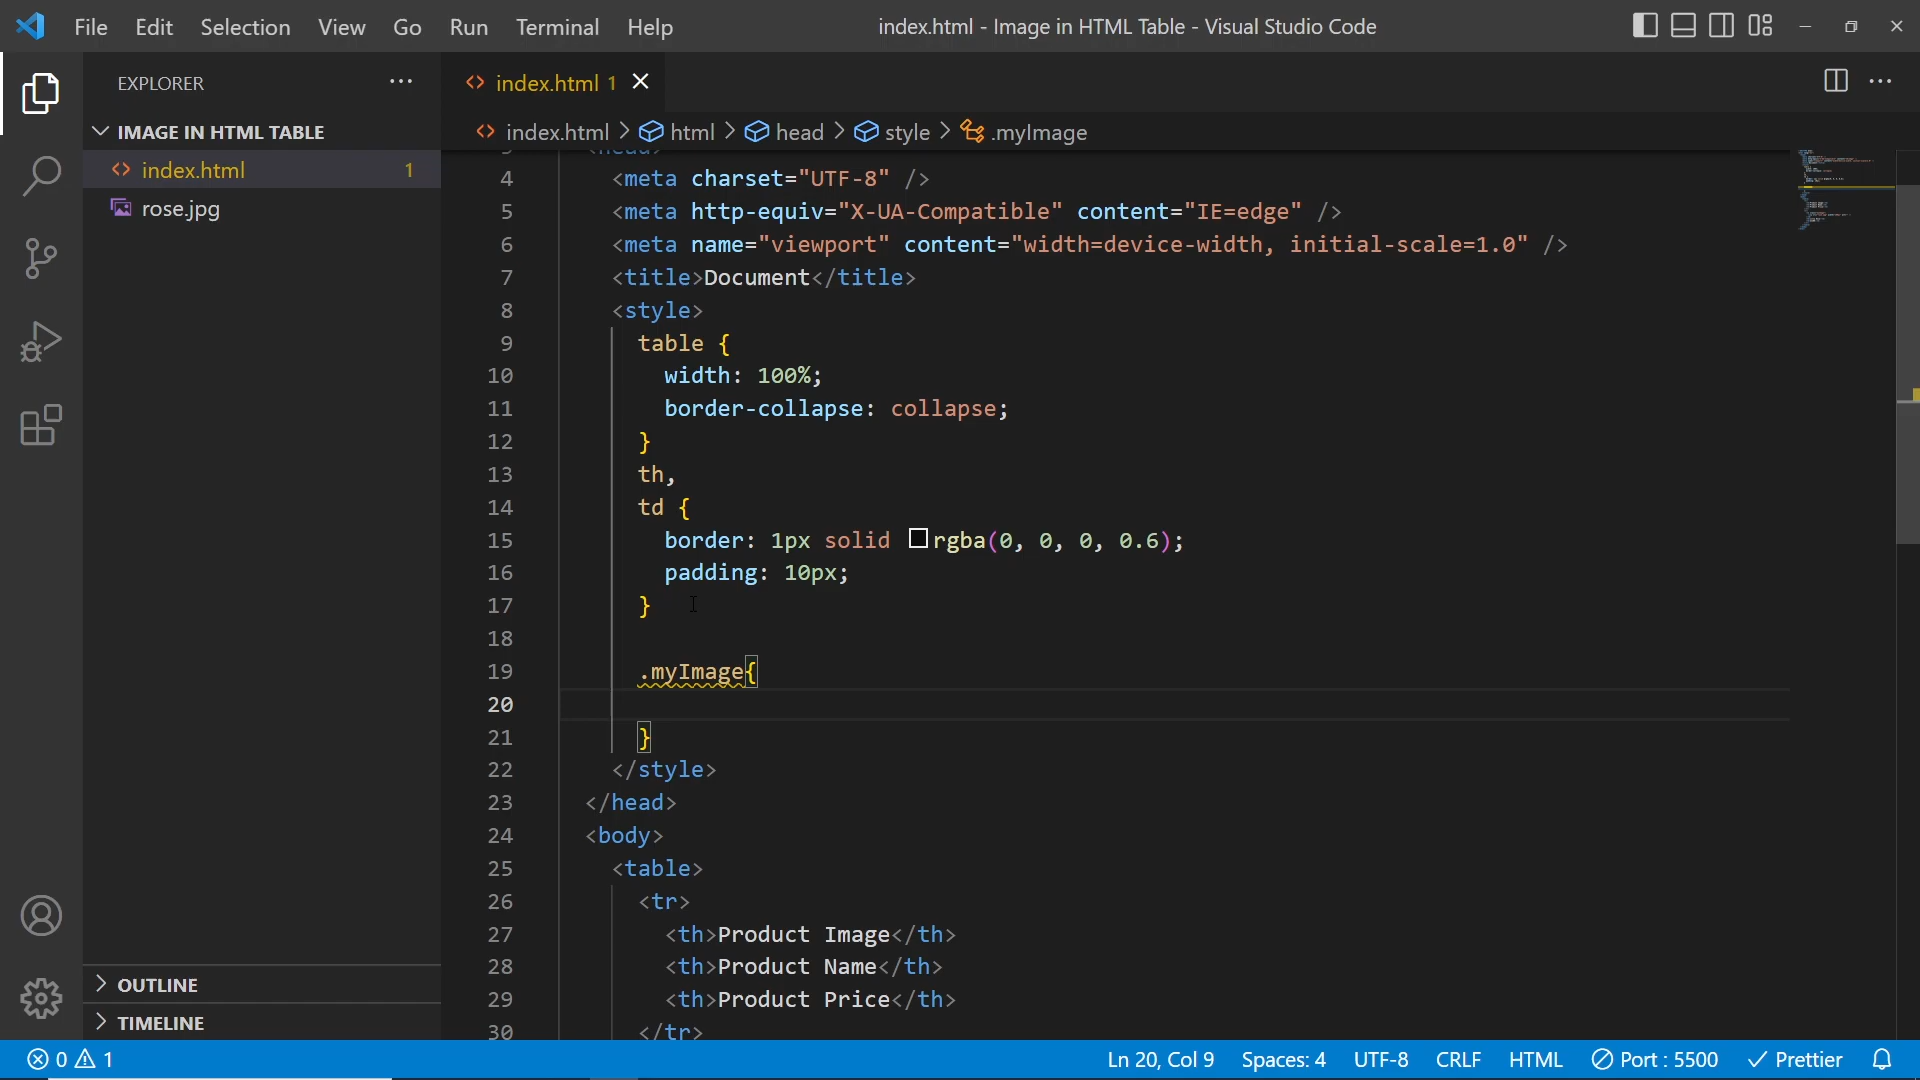 File Edit Selection View Go Run Terminal Help
index.html - Image in HTML Table - Visual Studio Code
EXPLORER
IMAGE IN HTML TABLE
index.html 1
rose.jpg
OUTLINE
TIMELINE
index.html 1
index.html > html > head > style > .myImage
3 <head>
4 <meta charset="UTF-8" />
5 <meta http-equiv="X-UA-Compatible" content="IE=edge" />
6 <meta name="viewport" content="width=device-width, initial-scale=1.0" />
7 <title>Document</title>
8 <style>
9 table {
10 width: 100%;
11 border-collapse: collapse;
12 }
13 th,
14 td {
15 border: 1px solid rgba(0, 0, 0, 0.6);
16 padding: 10px;
17 }
18
19 .myImage{
20
21 }
22 </style>
23 </head>
24 <body>
25 <table>
26 <tr>
27 <th>Product Image</th>
28 <th>Product Name</th>
29 <th>Product Price</th>
30 </tr>
0 1 Ln 20, Col 9 Spaces: 4 UTF-8 CRLF HTML Port : 5500 Prettier